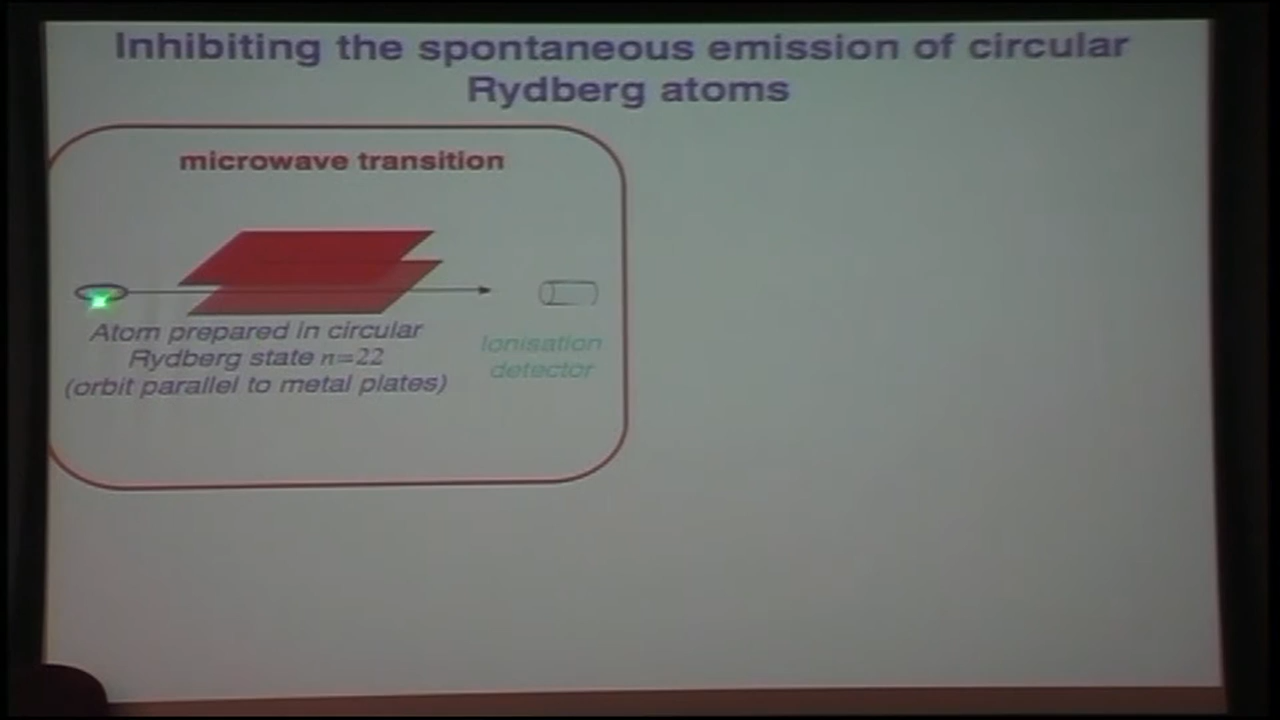 Inhibiting the spontaneous emission of circular
Rydberg atoms
microwave transition
Atom prepared in circular
Rydberg state n=22
(orbit parallel to metal plates)
Ionisation
detector